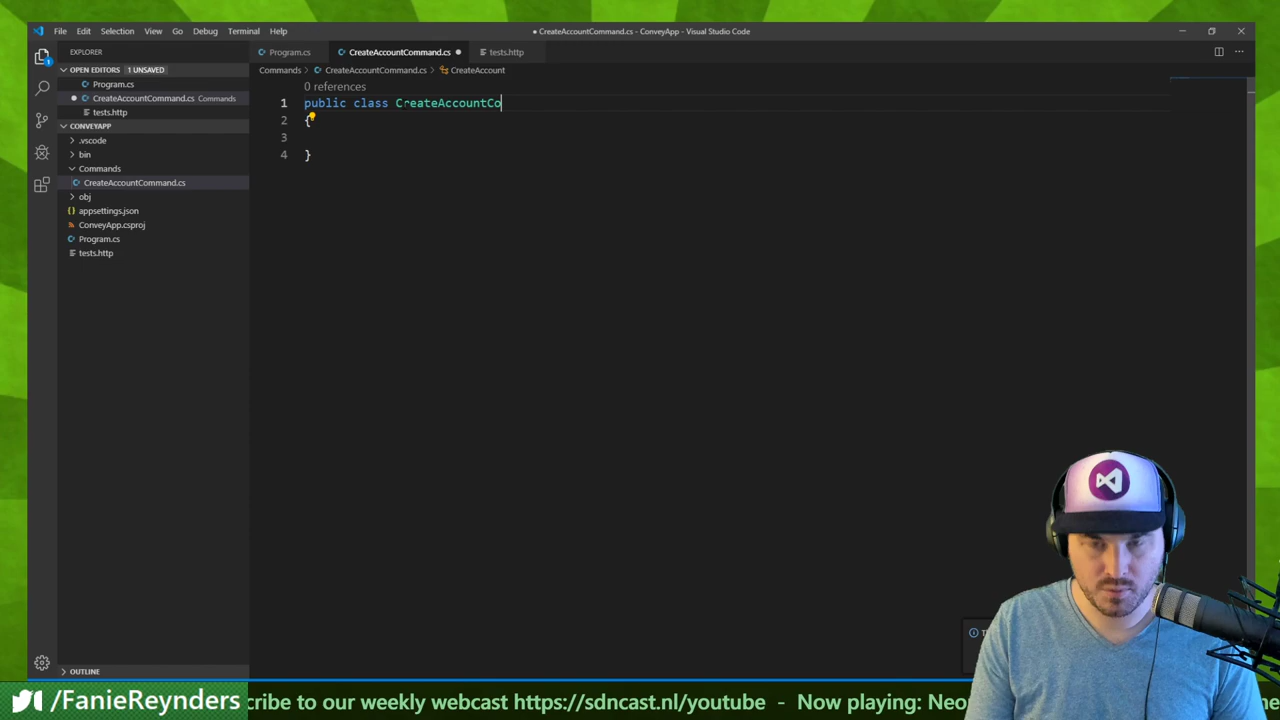 File Edit Selection View Go Debug Terminal Help
● CreateAccountCommand.cs - ConveyApp - Visual Studio Code
EXPLORER
Program.cs
CreateAccountCommand.cs ●
tests.http
OPEN EDITORS 1 UNSAVED
Commands > CreateAccountCommand.cs > CreateAccount
Program.cs
● CreateAccountCommand.cs Commands
tests.http
CONVEYAPP
.vscode
bin
Commands
CreateAccountCommand.cs
obj
appsettings.json
ConveyApp.csproj
Program.cs
tests.http
OUTLINE
0 references
1 public class CreateAccountCo
2 {
3
4 }
1
/FanieReynders
cribe to our weekly webcast https://sdncast.nl/youtube - Now playing: